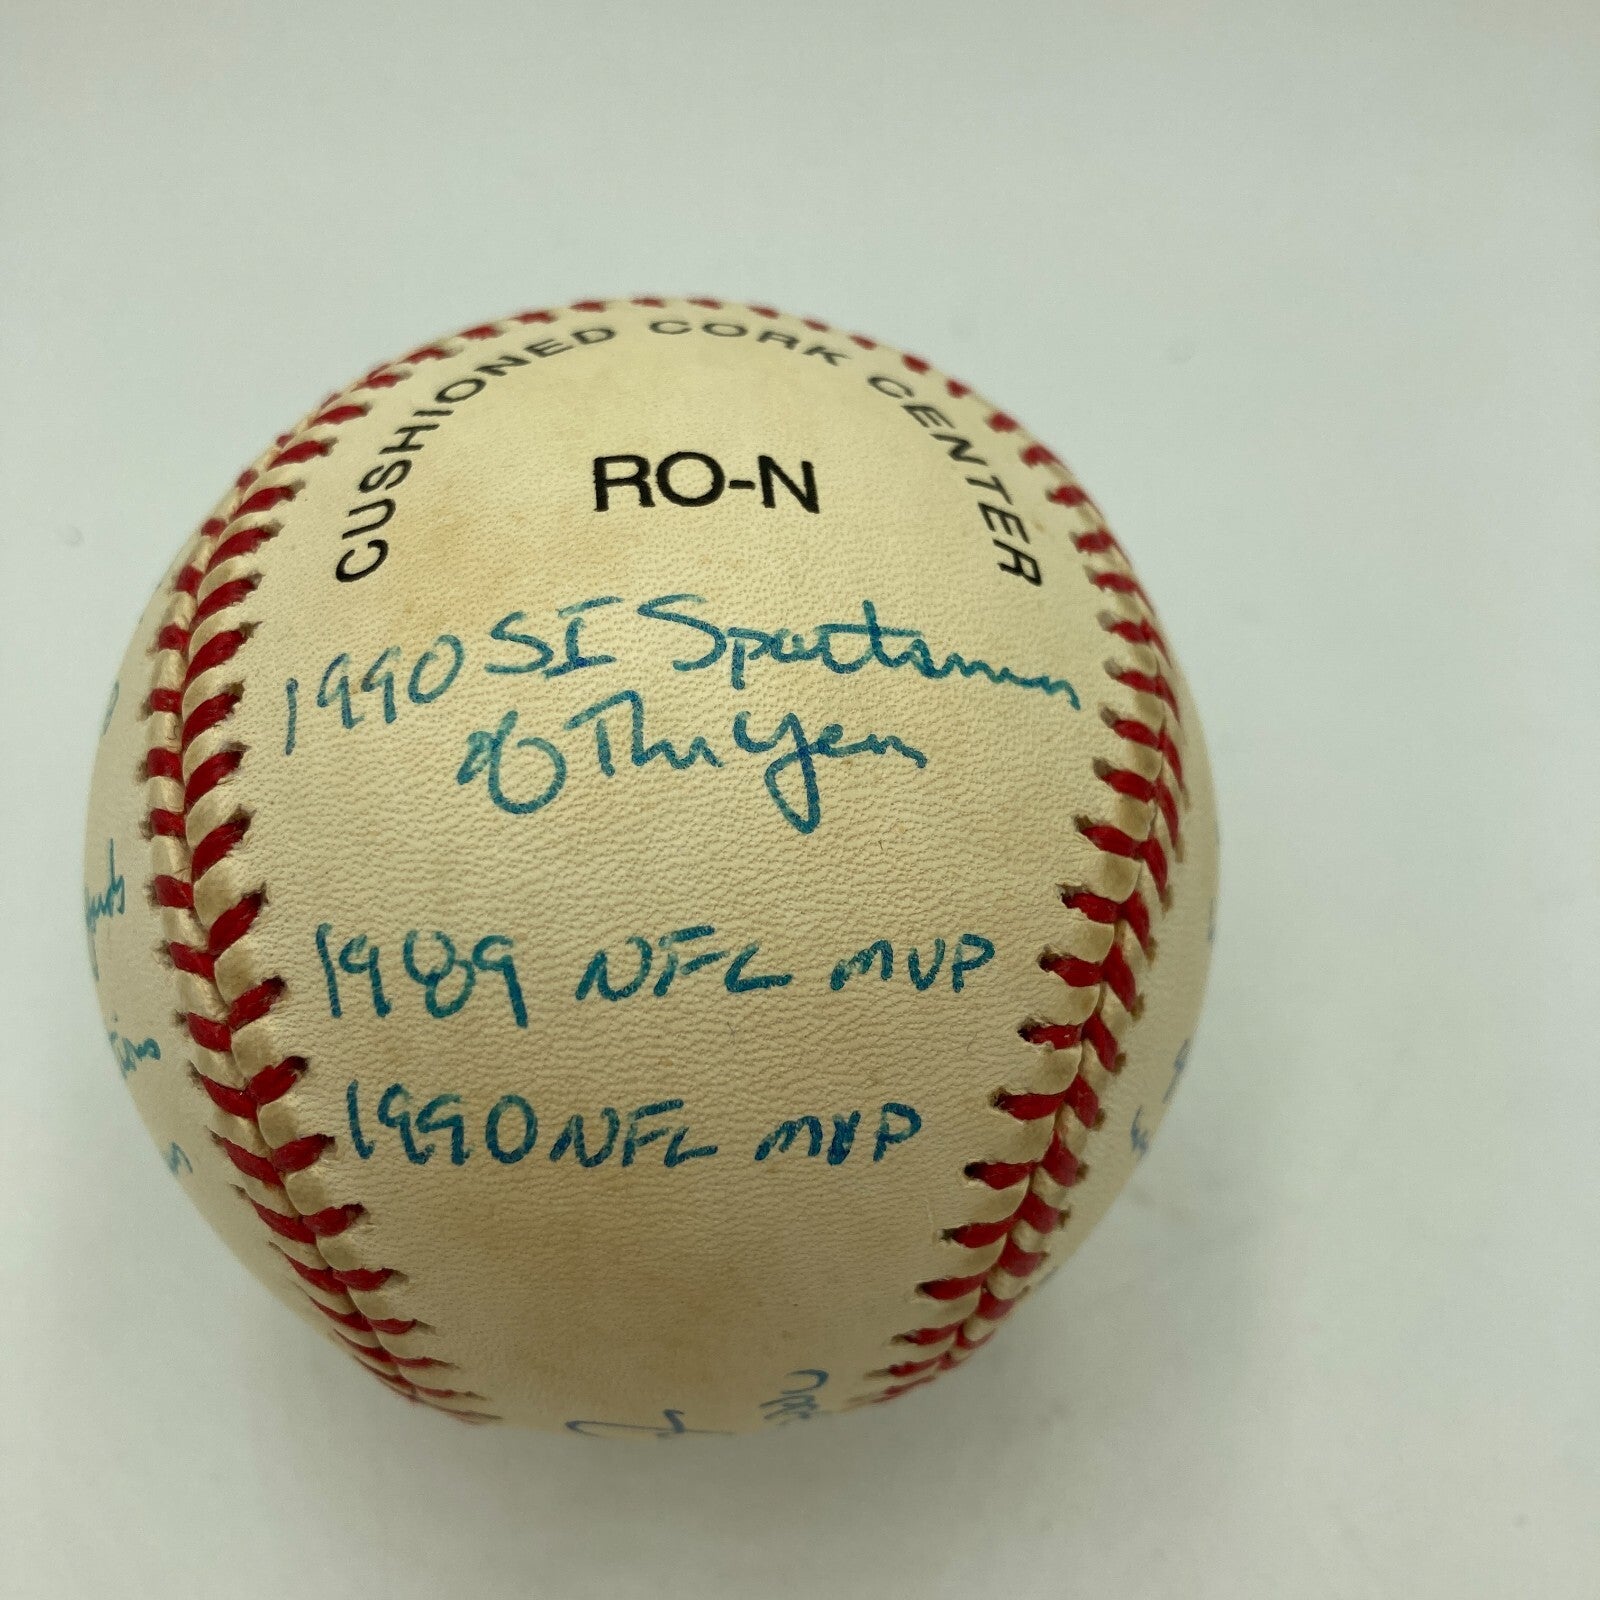 CUSHIONED CORK CENTER
RO-N
1990 SI Sportsman
of The Year
1989 NFL MVP
1990 NFL MVP